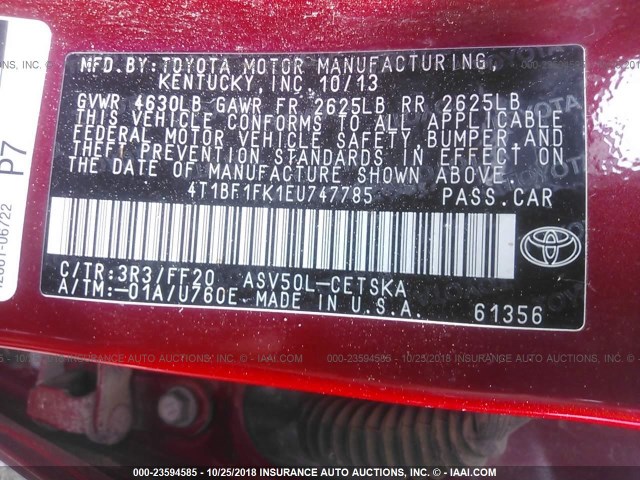 MFD.BY:TOYOTA MOTOR MANUFACTURING,
KENTUCKY,INC. 10/13
GVWR 4630LB GAWR FR 2625LB RR 2625LB
THIS VEHICLE CONFORMS TO ALL APPLICABLE
FEDERAL MOTOR VEHICLE SAFETY,BUMPER,AND
THEFT PREVENTION STANDARDS IN EFFECT ON
THE DATE OF MANUFACTURE SHOWN ABOVE.
4T1BF1FK1EU747785 PASS.CAR
C/TR:3R3/FF20 ASV50L-CETSKA
A/TM:-01A/U760E MADE IN U.S.A. 61356
P7
000-23594585 - 10/25/2018 INSURANCE AUTO AUCTIONS, INC. - © IAAI.COM